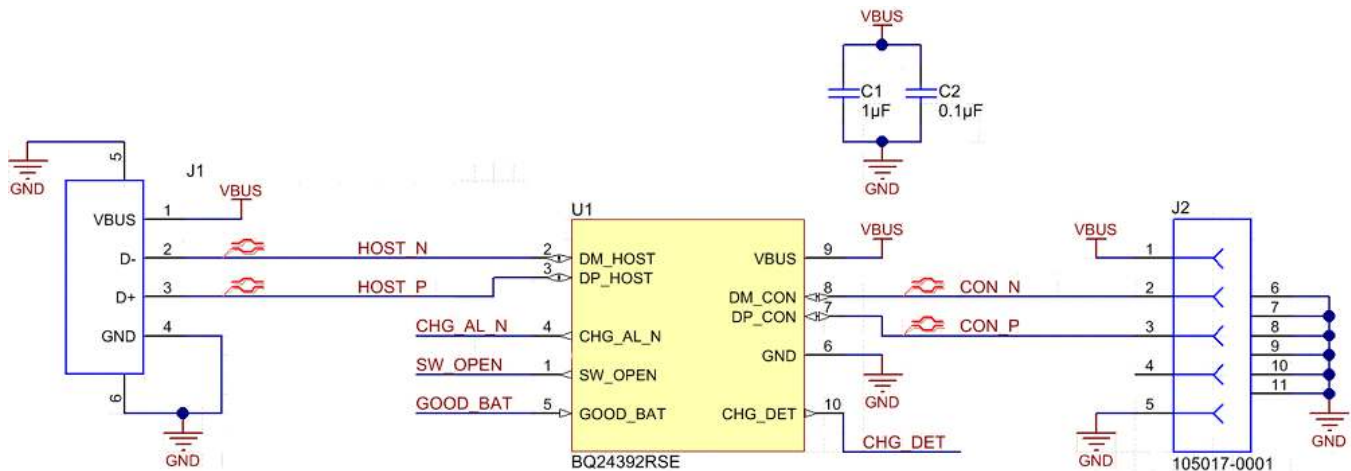 VBUS
C1
1µF
C2
0.1µF
GND
5
GND
J1
VBUS
VBUS 1
D- 2
D+ 3
GND 4
6
GND
HOST_N
HOST_P
CHG_AL_N
SW_OPEN
GOOD_BAT
U1
2 DM_HOST
3 DP_HOST
4 CHG_AL_N
1 SW_OPEN
5 GOOD_BAT
VBUS 9
DM_CON 8
DP_CON 7
GND 6
CHG_DET 10
BQ24392RSE
VBUS
CON_N
CON_P
GND
CHG_DET
J2
VBUS
1
2
3
4
5
GND
6
7
8
9
10
11
GND
105017-0001